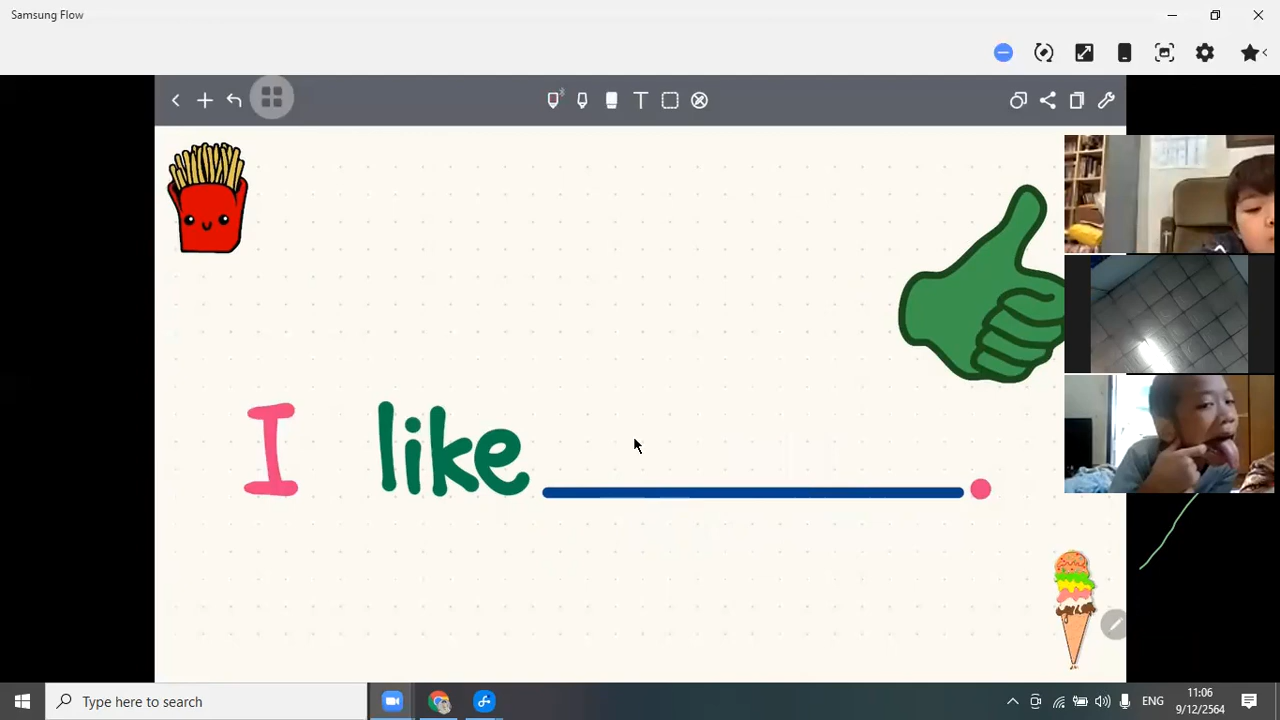 Samsung Flow
I like .
Type here to search
ENG
11:06
9/12/2564